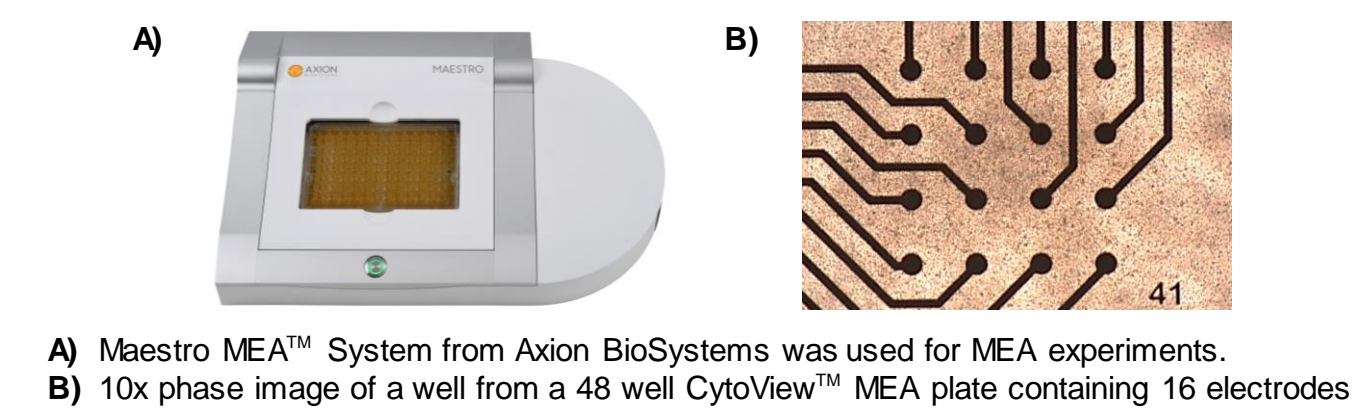 A)
B)
AXION
MAESTRO
41
A) Maestro MEA™ System from Axion BioSystems was used for MEA experiments.
B) 10x phase image of a well from a 48 well CytoView™ MEA plate containing 16 electrodes